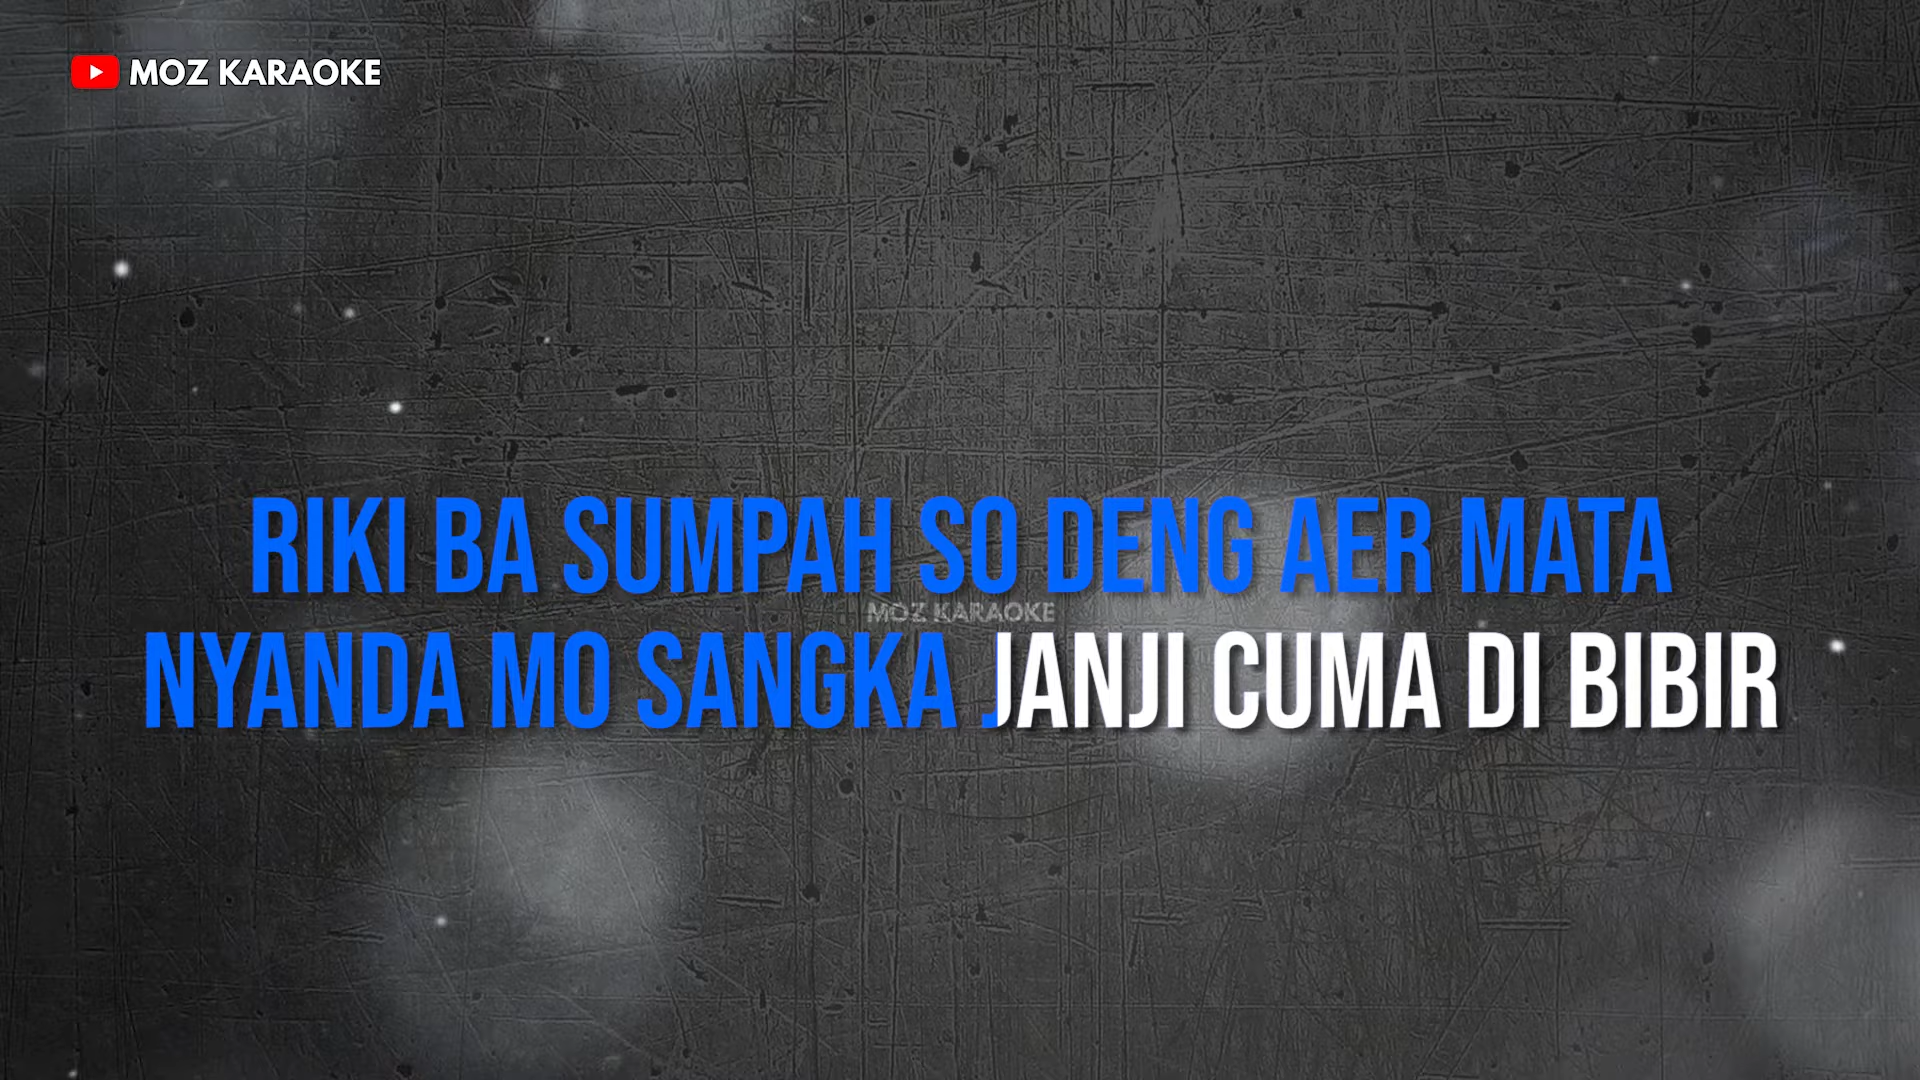 MOZ KARAOKE
RIKI BA SUMPAH SO DENG AER MATA
MOZ KARAOKE
NYANDA MO SANGKA JANJI CUMA DI BIBIR